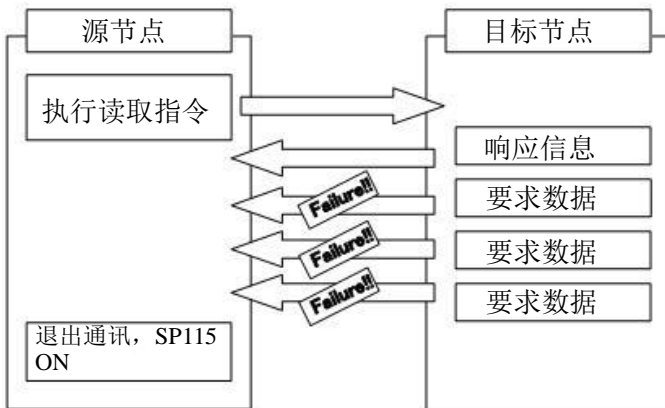 源节点
目标节点
执行读取指令
响应信息
Failure!!
要求数据
Failure!!
要求数据
Failure!!
要求数据
退出通讯，SP115
ON